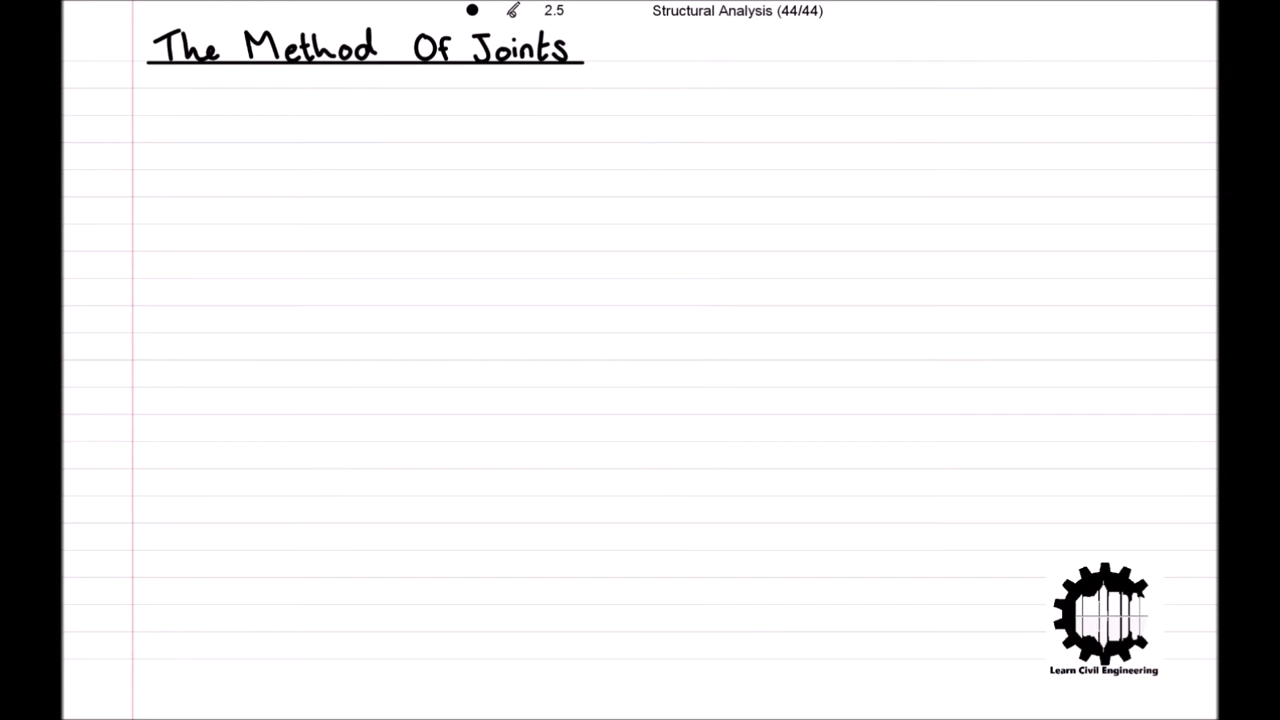 2.5 Structural Analysis (44/44)
The Method Of Joints
Learn Civil Engineering